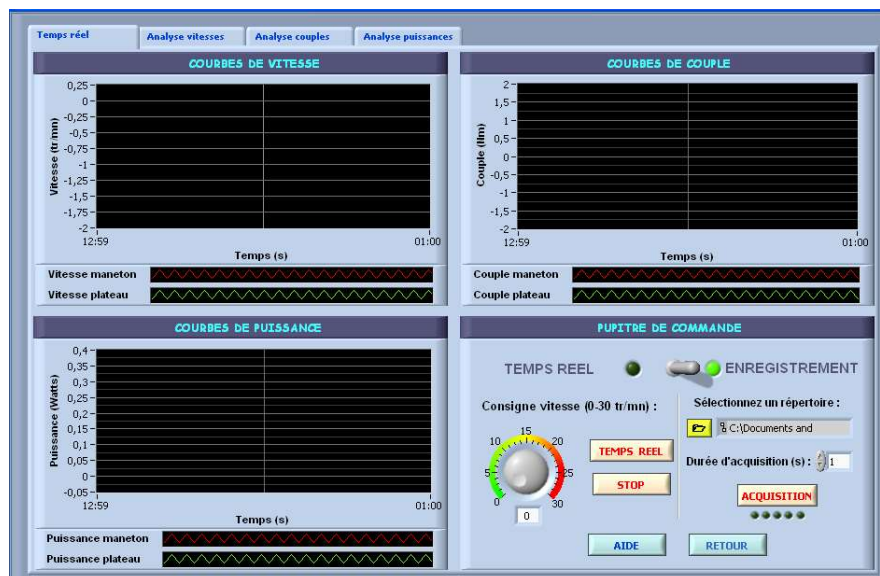 Temps réel
Analyse vitesses
Analyse couples
Analyse puissances
COURBES DE VITESSE
Vitesse (tr/mn)
0,25
0
-0,25
-0,5
-0,75
-1
-1,25
-1,5
-1,75
-2
12:59
01:00
Temps (s)
Vitesse maneton
Vitesse plateau
COURBES DE COUPLE
Couple (Nm)
2
1,5
1
0,5
0
-0,5
-1
-1,5
-2
12:59
01:00
Temps (s)
Couple maneton
Couple plateau
COURBES DE PUISSANCE
Puissance (Watts)
0,4
0,35
0,3
0,25
0,2
0,15
0,1
0,05
0
-0,05
12:59
01:00
Temps (s)
Puissance maneton
Puissance plateau
PUPITRE DE COMMANDE
TEMPS REEL
ENREGISTREMENT
Consigne vitesse (0-30 tr/mn) :
0
5
10
15
20
25
30
0
TEMPS REEL
STOP
Sélectionnez un répertoire :
C:\Documents and
Durée d'acquisition (s) : 1
ACQUISITION
AIDE
RETOUR